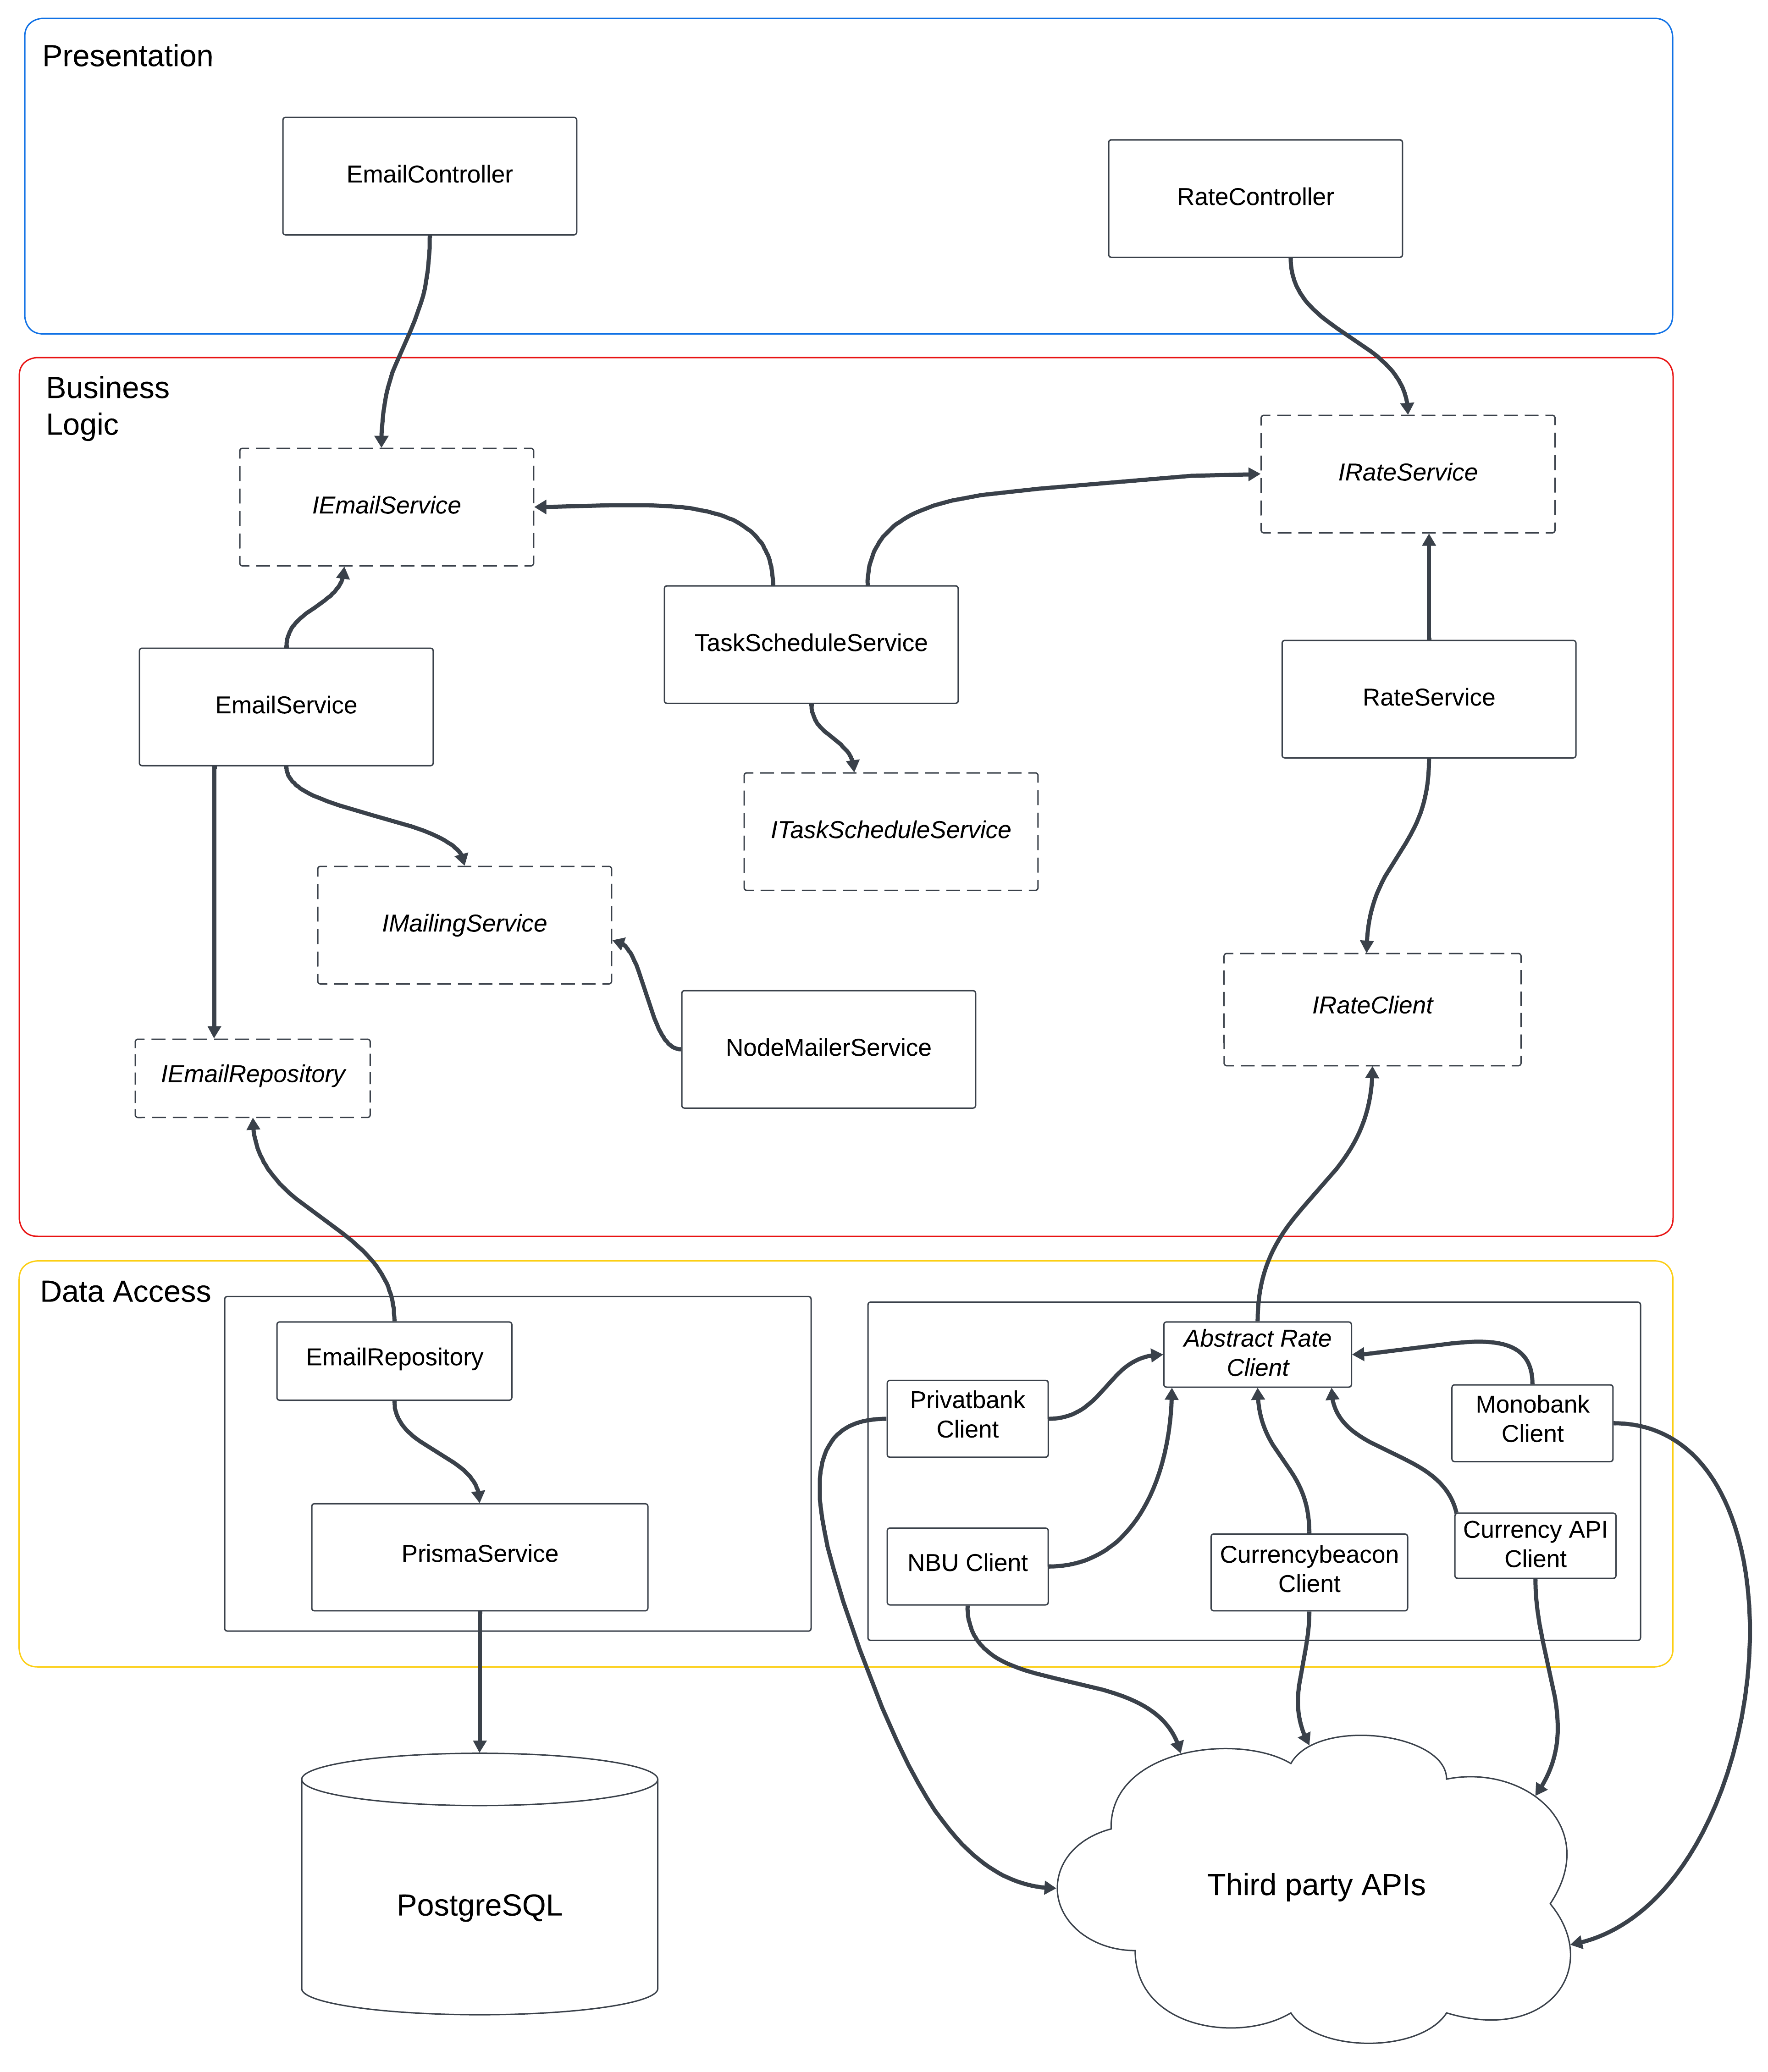 Presentation
EmailController
RateController
Business
Logic
IEmailService
IRateService
TaskScheduleService
EmailService
RateService
ITaskScheduleService
IMailingService
IRateClient
NodeMailerService
IEmailRepository
Data Access
EmailRepository
Abstract Rate
Client
Privatbank
Client
Monobank
Client
PrismaService
NBU Client
Currencybeacon
Client
Currency API
Client
PostgreSQL
Third party APIs